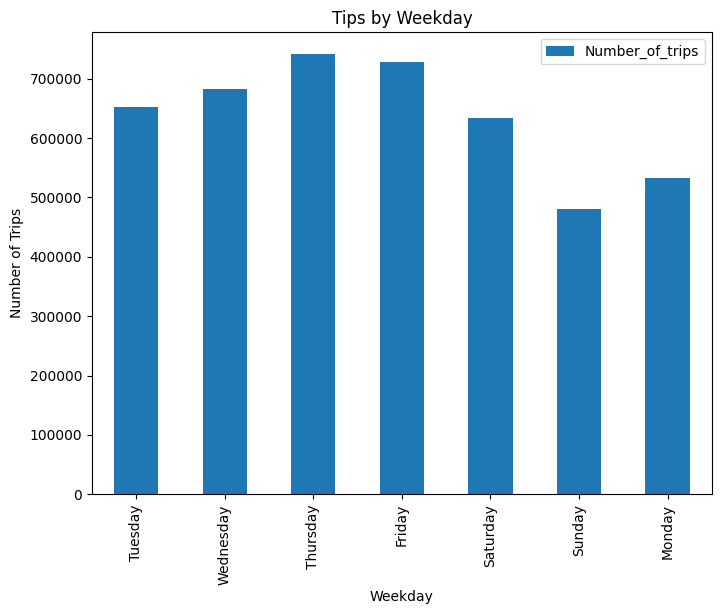 Tips by Weekday
Number_of_trips
Number of Trips
700000
600000
500000
400000
300000
200000
100000
0
Tuesday
Wednesday
Thursday
Friday
Saturday
Sunday
Monday
Weekday